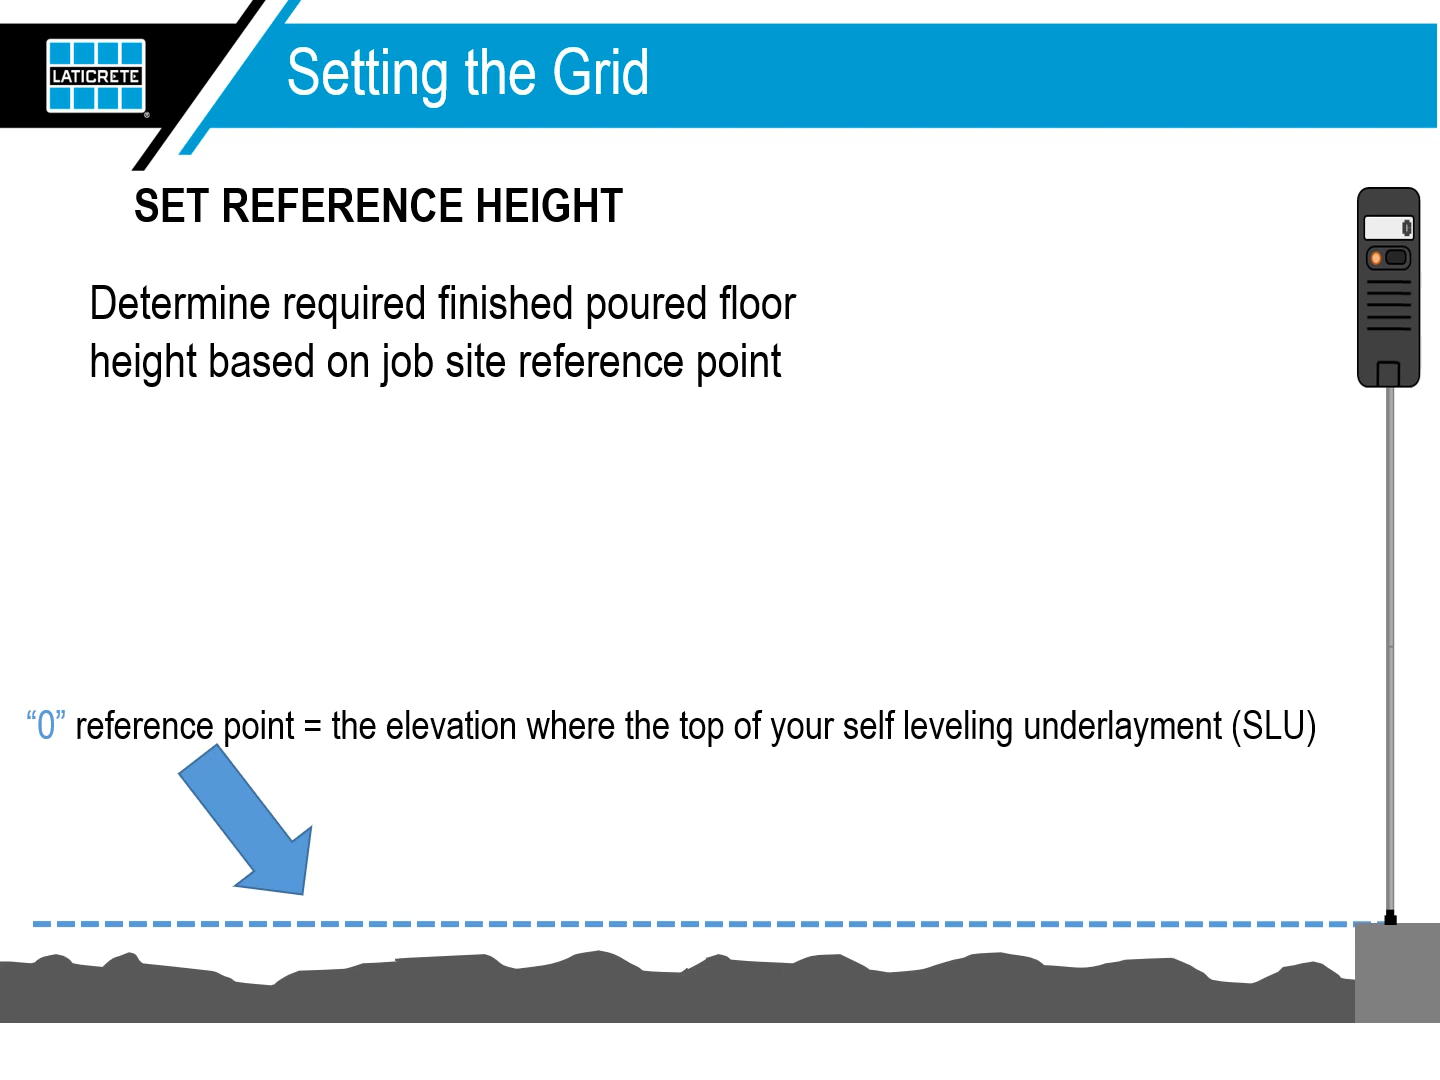 LATICRETE
®
Setting the Grid
SET REFERENCE HEIGHT
0
Determine required finished poured floor
height based on job site reference point
“0” reference point = the elevation where the top of your self leveling underlayment (SLU)